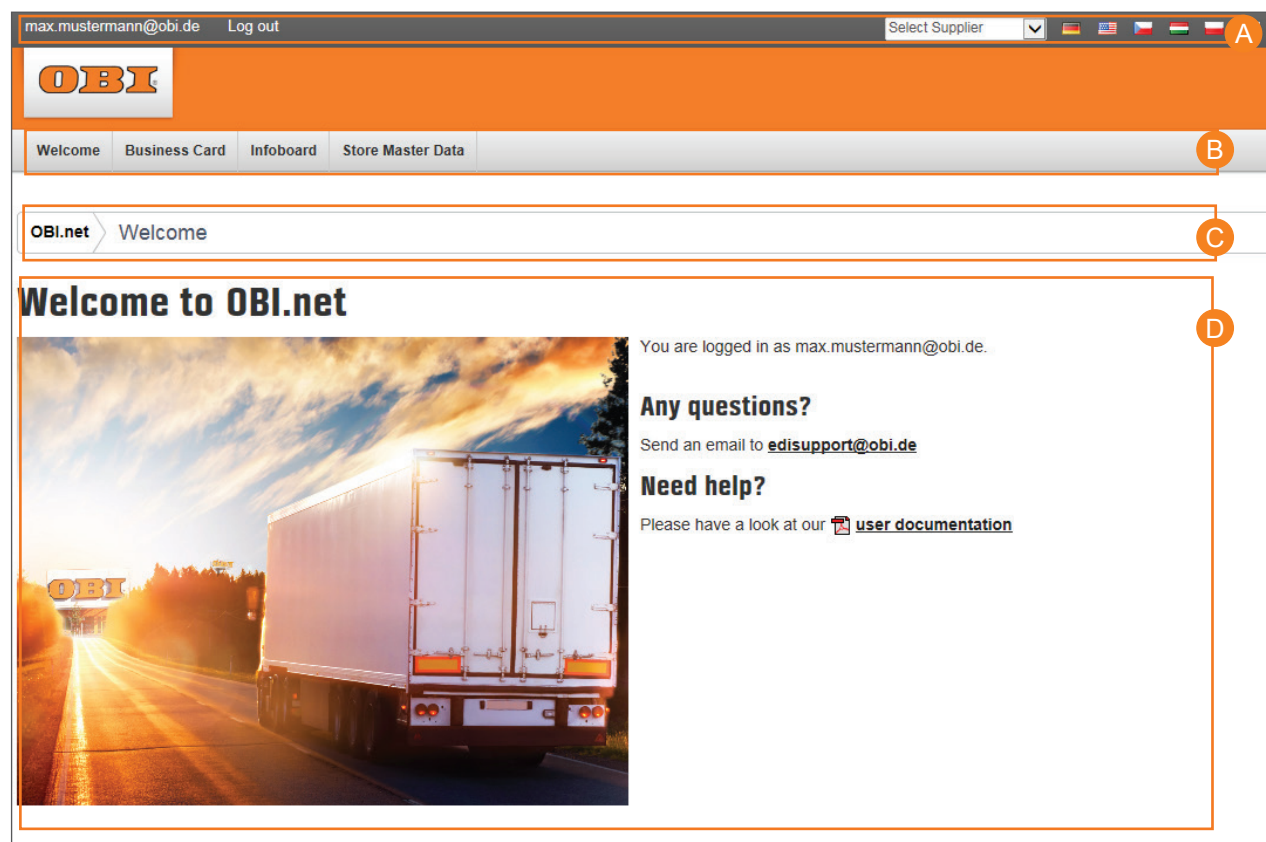 max.mustermann@obi.de Log out Select Supplier A
OBI
Welcome Business Card Infoboard Store Master Data B
OBI.net Welcome C
Welcome to OBI.net
D
You are logged in as max.mustermann@obi.de.
Any questions?
Send an email to edisupport@obi.de
Need help?
Please have a look at our user documentation
OBI